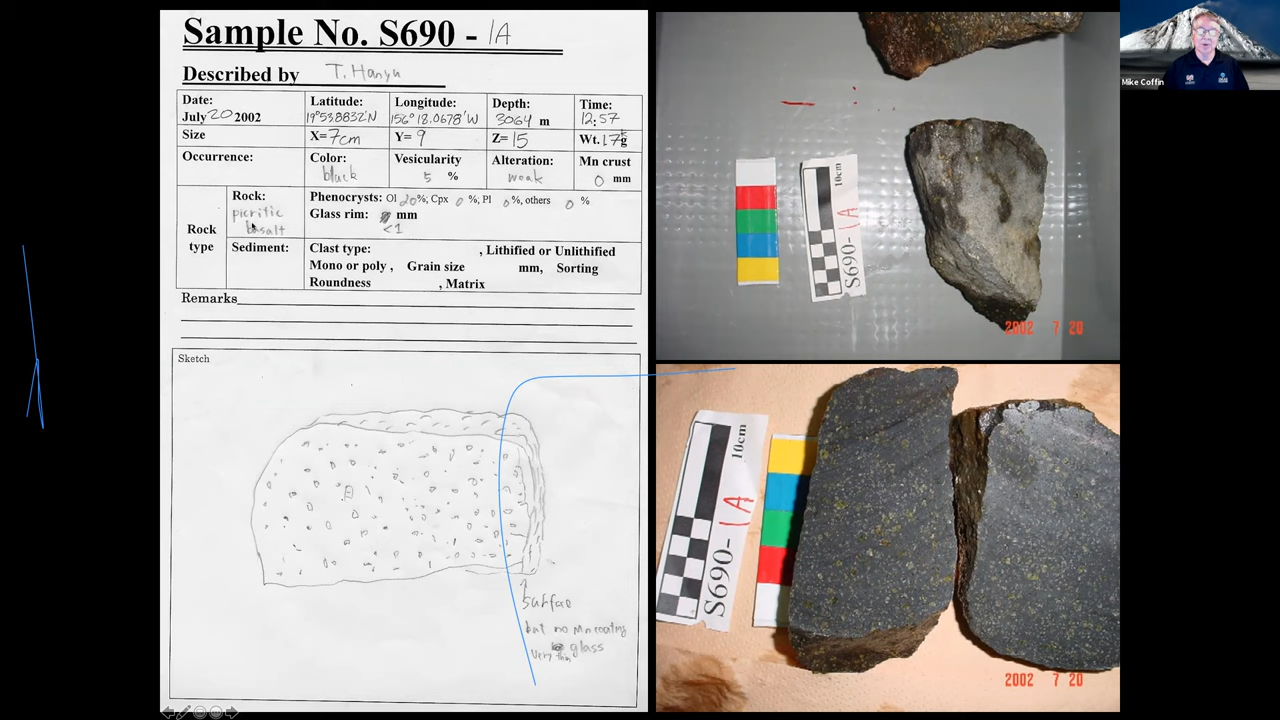 Sample No. S690 - 1A
Described by T. Hanyu
Date: Latitude: Longitude: Depth: Time:
July 20 2002 19°53.8832'N 156°18.0678'W 3064 m 12:57
Size X=7cm Y=9 Z=15 Wt.
Occurrence: Color: Vesicularity Alteration: Mn crust
black 5 % weak 0 mm
Rock: Phenocrysts: Ol 20%; Cpx 0 %; Pl 0 %, others 0 %
picritic Glass rim: mm
basalt <1
Rock type
Sediment: Clast type: , Lithified or Unlithified
Mono or poly , Grain size mm, Sorting
Roundness , Matrix
Remarks
Sketch
surfac
but no Mn coating
glass
very thin
10cm
S690- 1A
2002 7 20
10cm
S690- 1A
2002 7 20
Mike Coffin